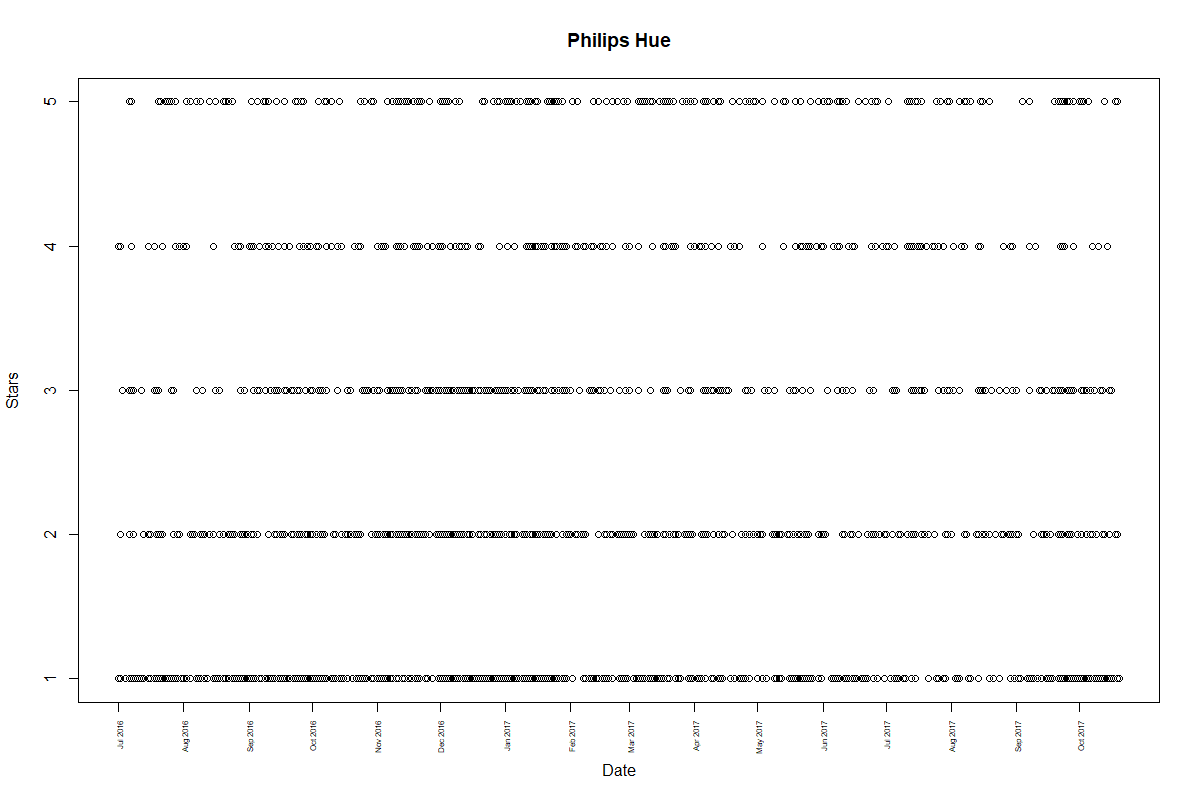 Philips Hue
5
4
3
2
1
Stars
Jul 2016
Aug 2016
Sep 2016
Oct 2016
Nov 2016
Dec 2016
Jan 2017
Feb 2017
Mar 2017
Apr 2017
May 2017
Jun 2017
Jul 2017
Aug 2017
Sep 2017
Oct 2017
Date